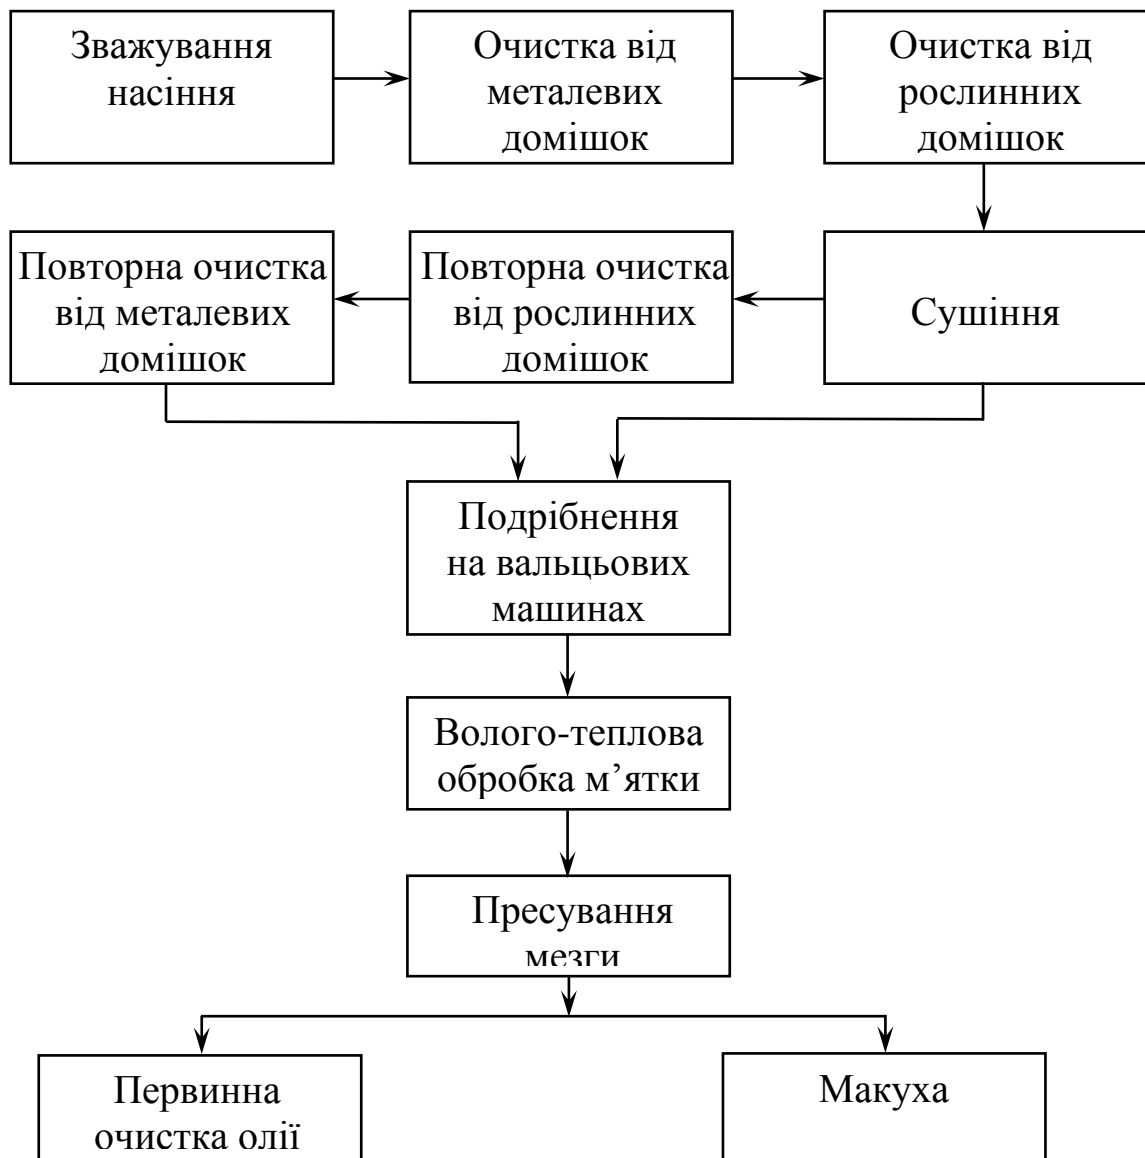 Зважування
насіння
Очистка від
металевих
домішок
Очистка від
рослинних
домішок
Повторна очистка
від металевих
домішок
Повторна очистка
від рослинних
домішок
Сушіння
Подрібнення
на вальцьових
машинах
Волого-теплова
обробка м’ятки
Пресування
мезги
Первинна
очистка олії
Макуха